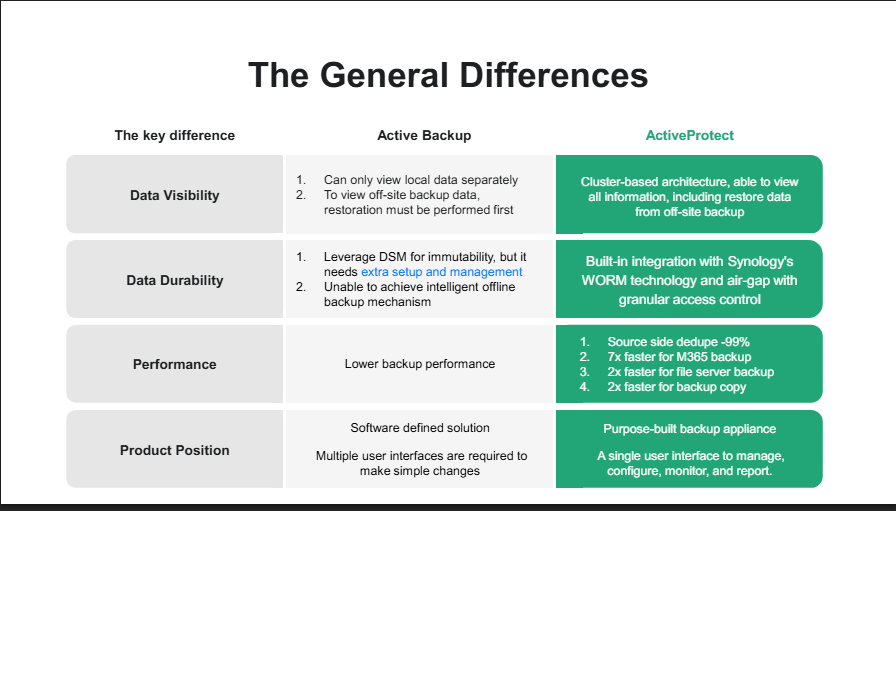 The General Differences
The key difference
Active Backup
ActiveProtect
Data Visibility
1. Can only view local data separately
2. To view off-site backup data,
restoration must be performed first
Cluster-based architecture, able to view
all information, including restore data
from off-site backup
Data Durability
1. Leverage DSM for immutability, but it
needs extra setup and management
2. Unable to achieve intelligent offline
backup mechanism
Built-in integration with Synology's
WORM technology and air-gap with
granular access control
Performance
Lower backup performance
1. Source side dedupe -99%
2. 7x faster for M365 backup
3. 2x faster for file server backup
4. 2x faster for backup copy
Product Position
Software defined solution
Multiple user interfaces are required to
make simple changes
Purpose-built backup appliance
A single user interface to manage,
configure, monitor, and report.